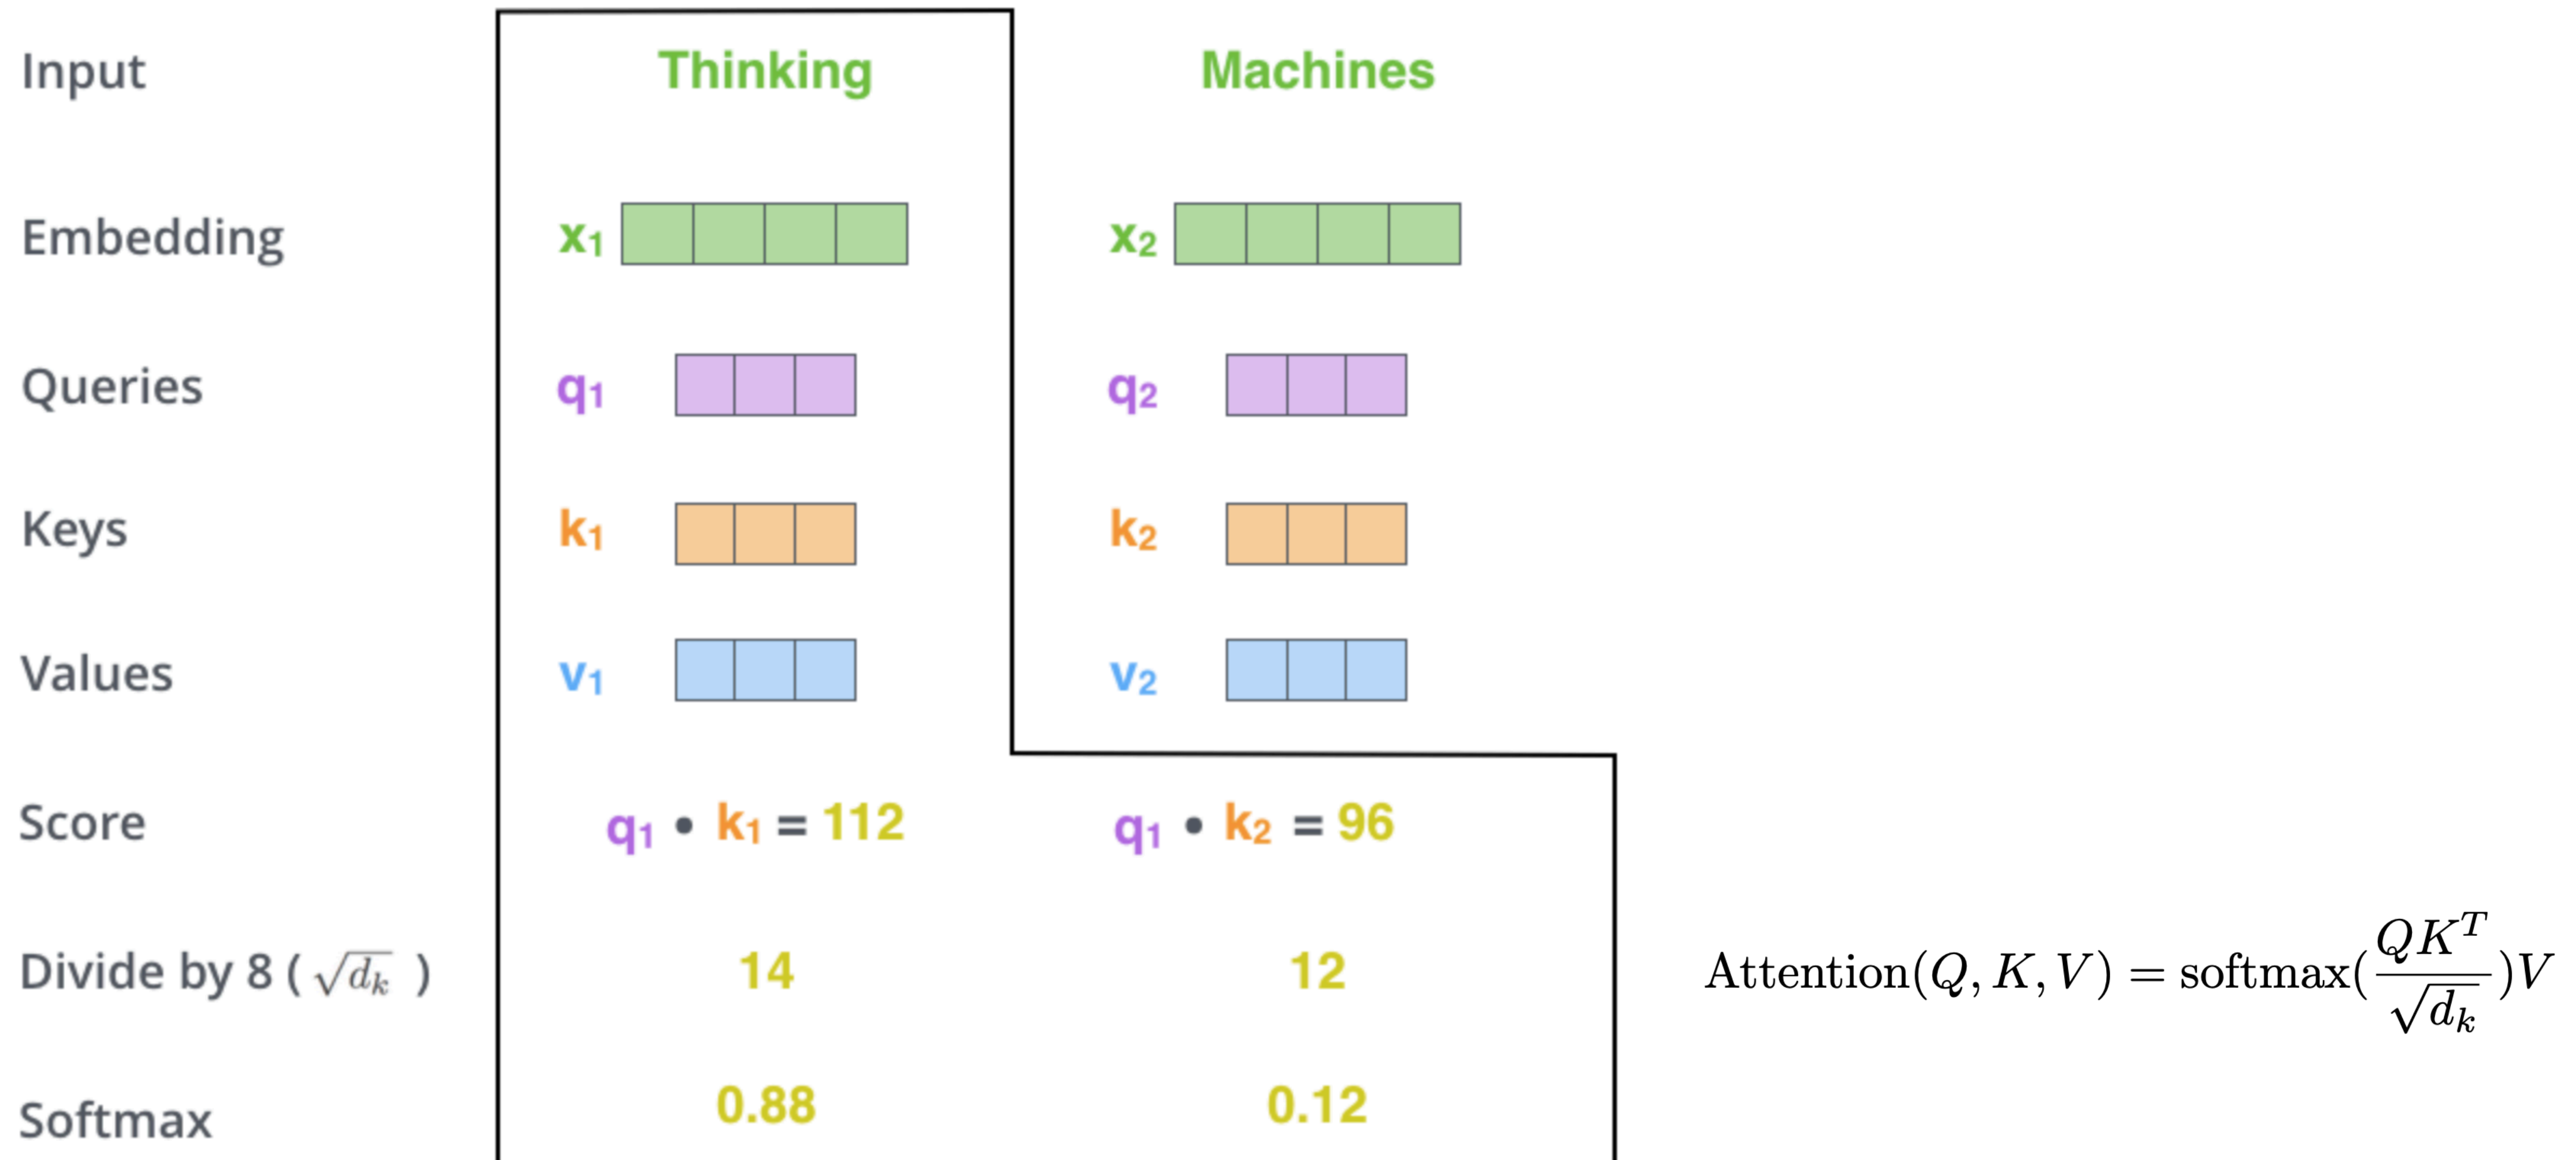 Input Thinking Machines
Embedding x1 x2
Queries q1 q2
Keys k1 k2
Values v1 v2
Score q1 • k1 = 112 q1 • k2 = 96
Divide by 8 ( √dk ) 14 12
Attention(Q, K, V) = softmax(QK^T/√dk)V
Softmax 0.88 0.12